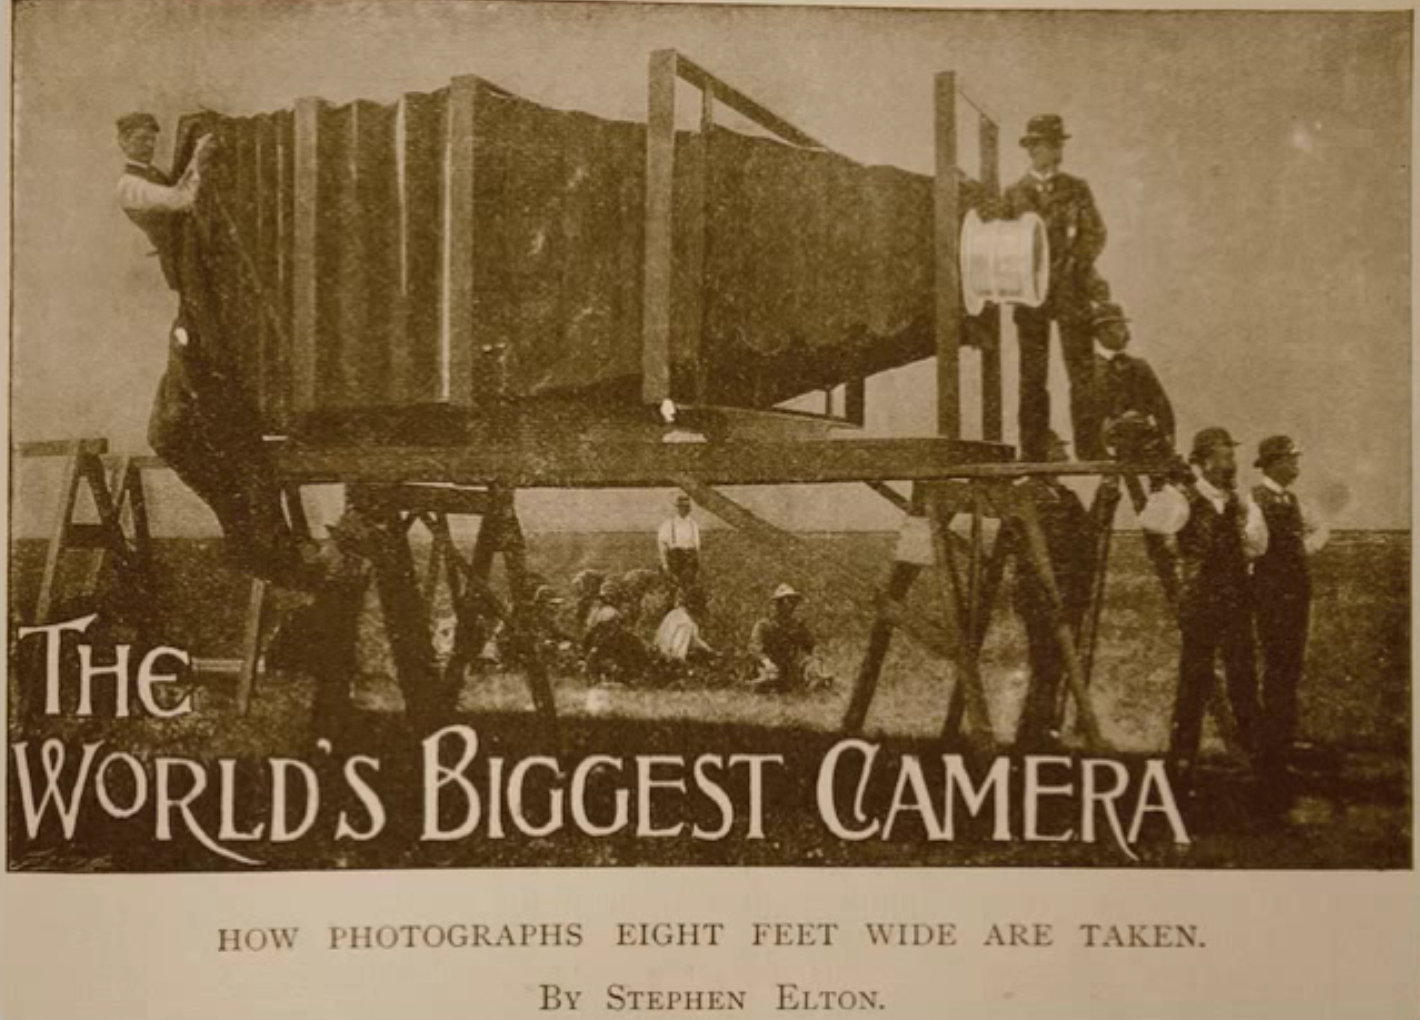 THE
WORLD'S BIGGEST CAMERA
HOW PHOTOGRAPHS EIGHT FEET WIDE ARE TAKEN.
BY STEPHEN ELTON.